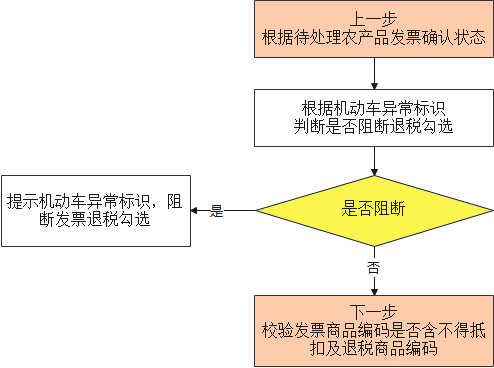 上一步
根据待处理农产品发票确认状态
根据机动车异常标识
判断是否阻断退税勾选
是否阻断
是
提示机动车异常标识，阻
断发票退税勾选
否
下一步
校验发票商品编码是否含不得抵
扣及退税商品编码